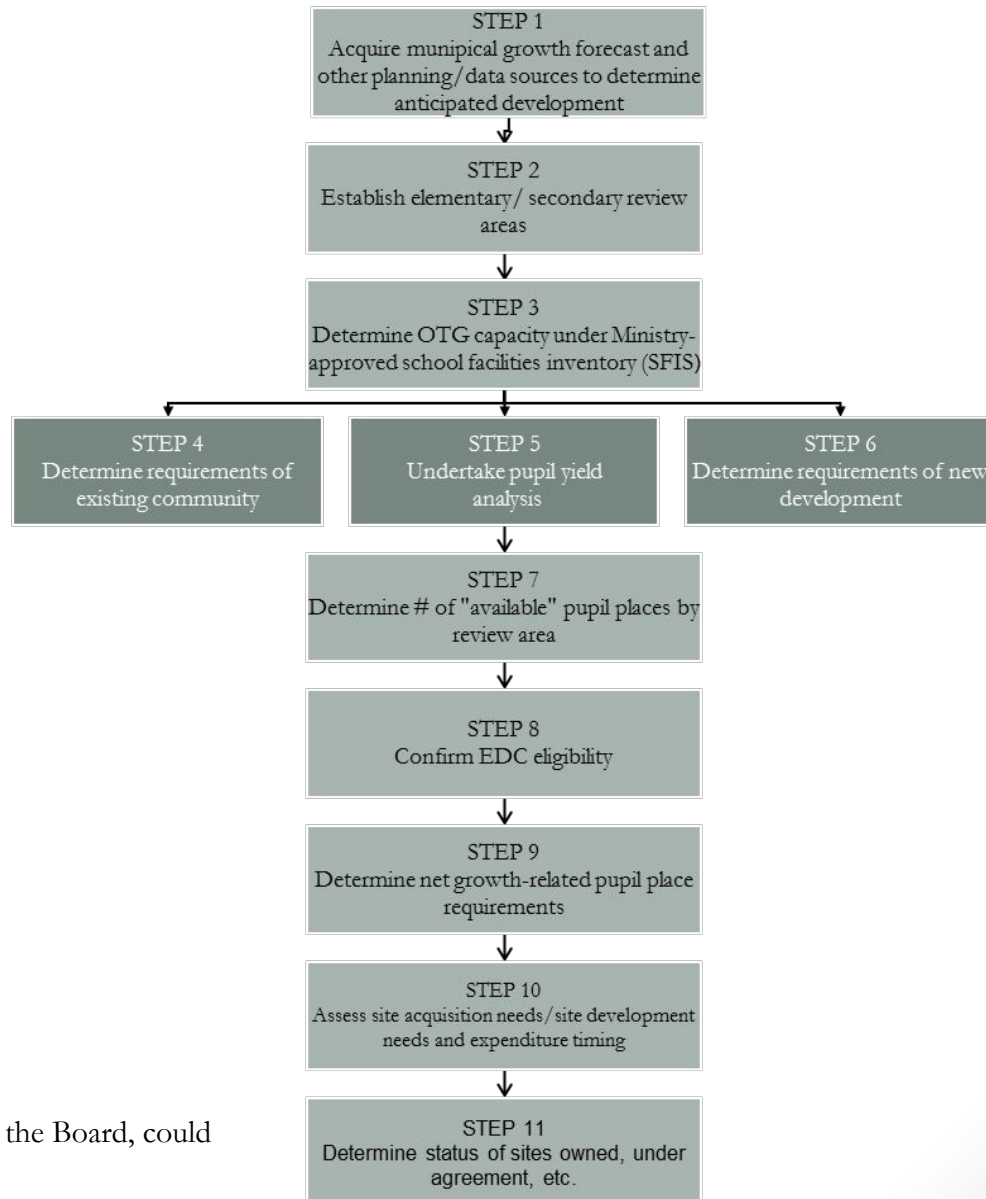 STEP 1
Acquire munipical growth forecast and
other planning/data sources to determine
anticipated development
STEP 2
Establish elementary/ secondary review
areas
STEP 3
Determine OTG capacity under Ministry-
approved school facilities inventory (SFIS)
STEP 4
Determine requirements of
existing community
STEP 5
Undertake pupil yield
analysis
STEP 6
Determine requirements of new
development
STEP 7
Determine # of "available" pupil places by
review area
STEP 8
Confirm EDC eligibility
STEP 9
Determine net growth-related pupil place
requirements
STEP 10
Assess site acquisition needs/site development
needs and expenditure timing
the Board, could
STEP 11
Determine status of sites owned, under
agreement, etc.